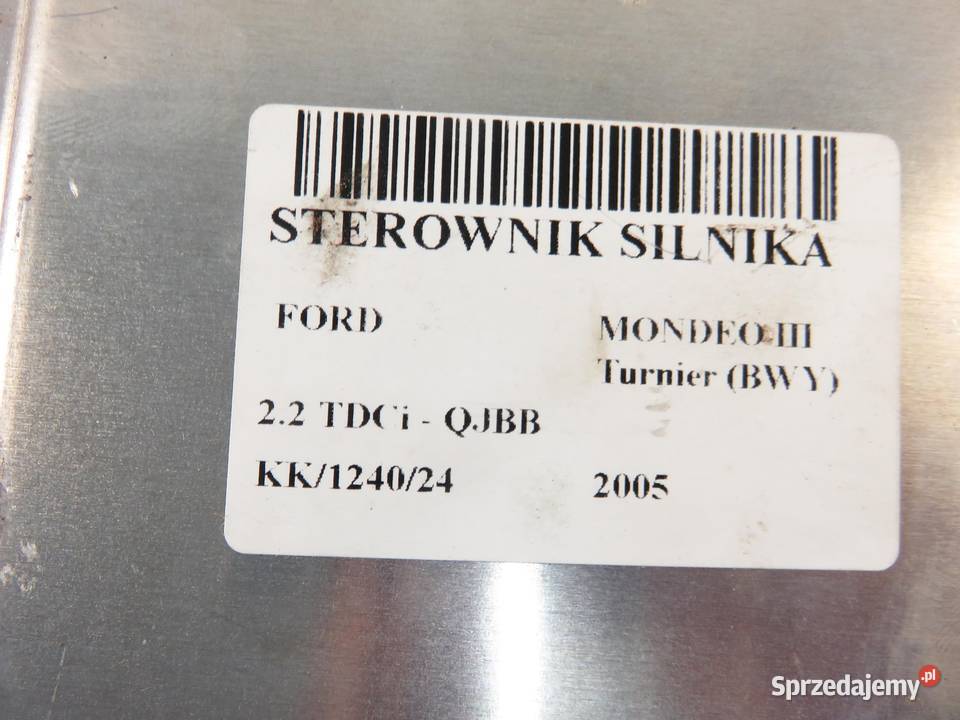 STEROWNIK SILNIKA
FORD
MONDEO III
Turnier (BWY)
2.2 TDCi - QJBB
KK/1240/24
2005
Sprzedajemy.pl